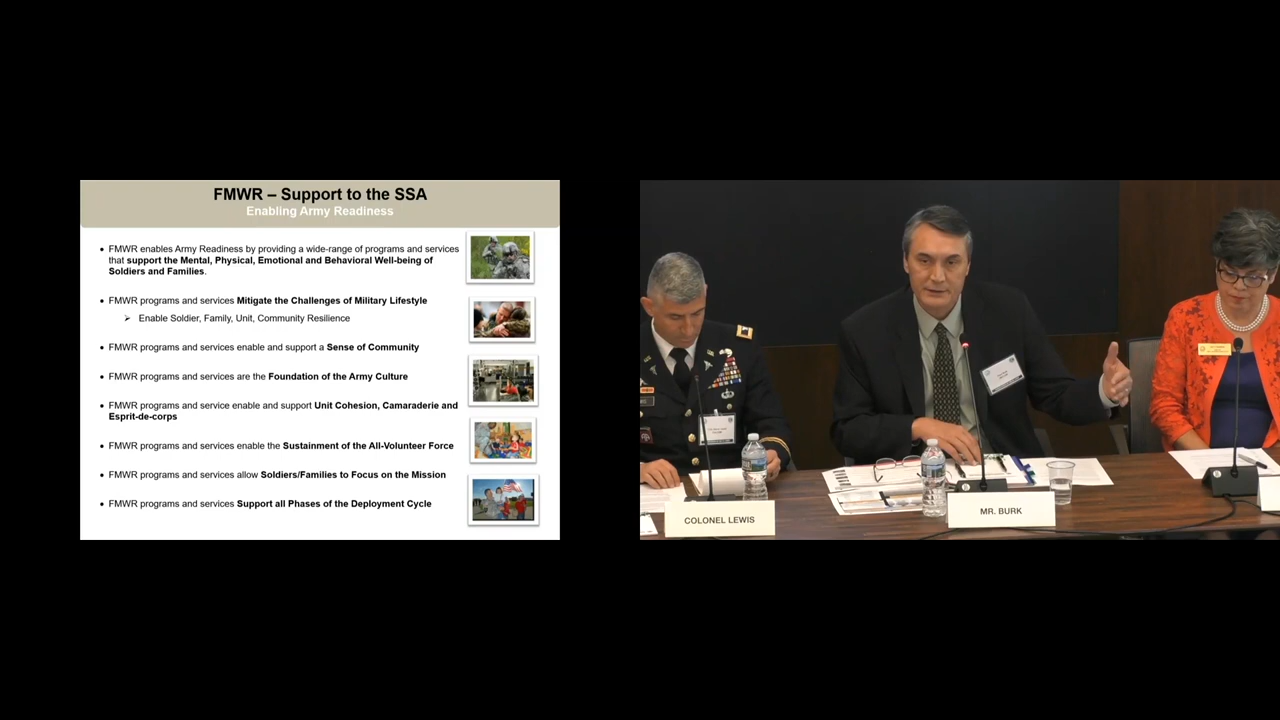 FMWR – Support to the SSA
Enabling Army Readiness
• FMWR enables Army Readiness by providing a wide-range of programs and services
that support the Mental, Physical, Emotional and Behavioral Well-being of
Soldiers and Families.
• FMWR programs and services Mitigate the Challenges of Military Lifestyle
➢ Enable Soldier, Family, Unit, Community Resilience
• FMWR programs and services enable and support a Sense of Community
• FMWR programs and services are the Foundation of the Army Culture
• FMWR programs and service enable and support Unit Cohesion, Camaraderie and
Esprit-de-corps
• FMWR programs and services enable the Sustainment of the All-Volunteer Force
• FMWR programs and services allow Soldiers/Families to Focus on the Mission
• FMWR programs and services Support all Phases of the Deployment Cycle
COLONEL LEWIS
MR. BURK